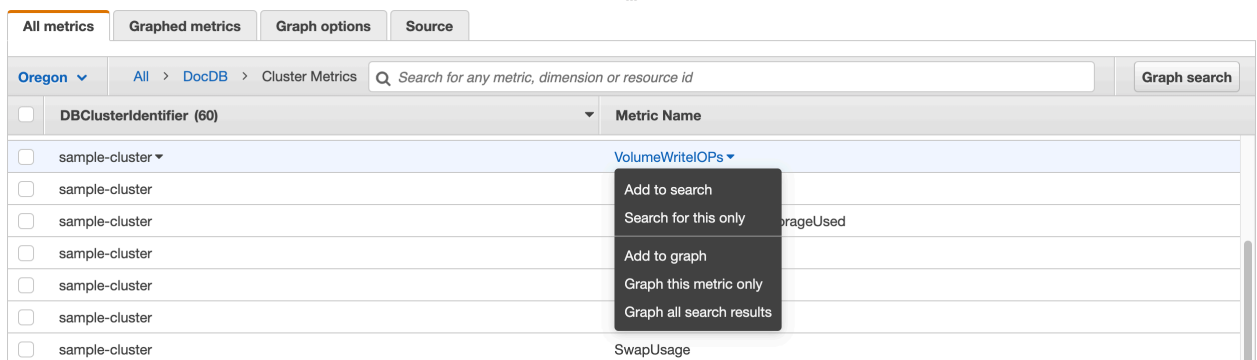 All metrics Graphed metrics Graph options Source
Oregon All > DocDB > Cluster Metrics Search for any metric, dimension or resource id Graph search
DBClusterIdentifier (60) Metric Name
sample-cluster VolumeWriteIOPs
sample-cluster Add to search
sample-cluster Search for this only orageUsed
sample-cluster Add to graph
sample-cluster Graph this metric only
sample-cluster Graph all search results
sample-cluster SwapUsage